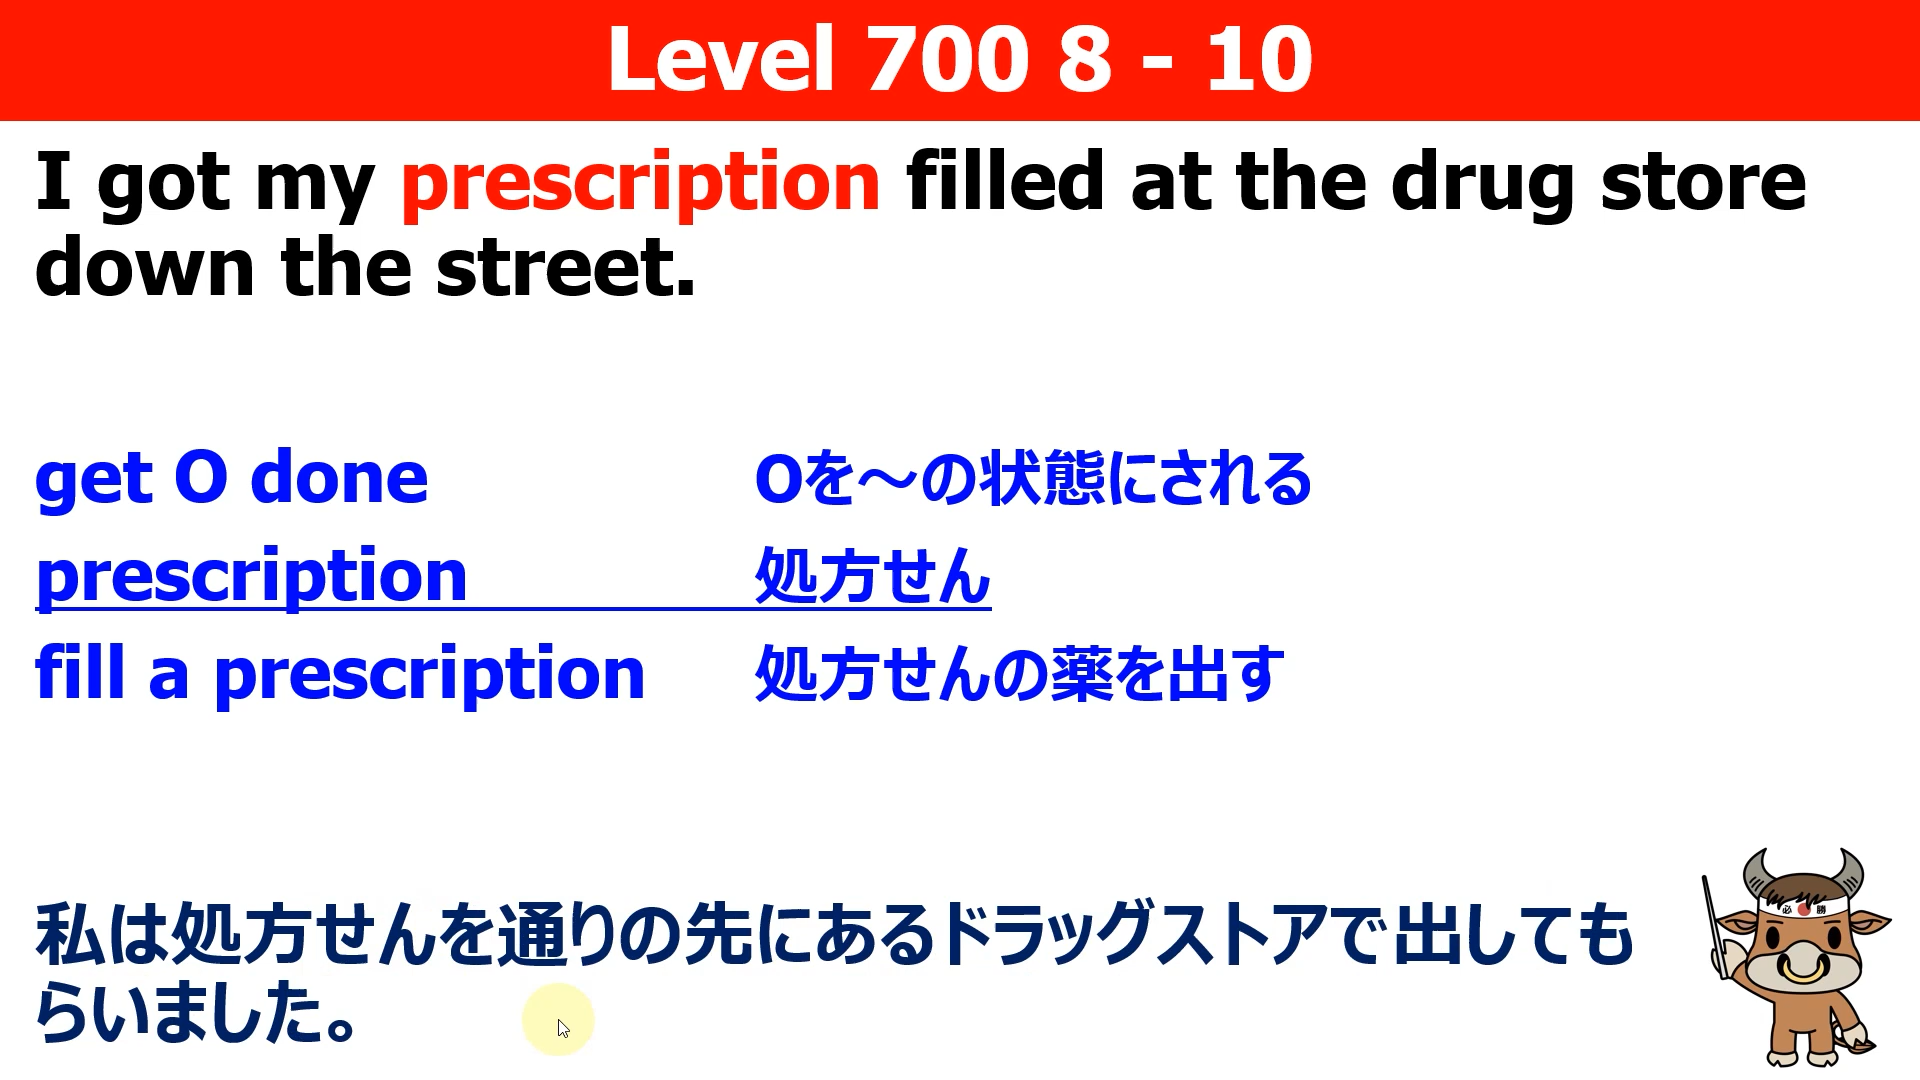 Level 700 8 - 10
I got my prescription filled at the drug store
down the street.
get O done Oを～の状態にされる
prescription 処方せん
fill a prescription 処方せんの薬を出す
私は処方せんを通りの先にあるドラッグストアで出しても
らいました。
必勝